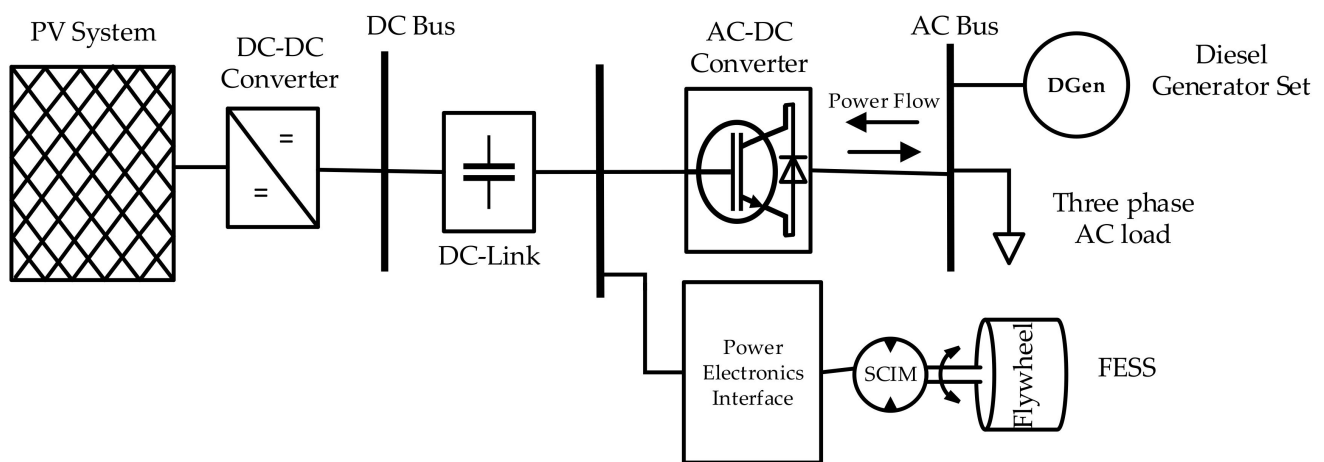 PV System
DC-DC
Converter
=
=
DC Bus
DC-Link
AC-DC
Converter
Power Flow
AC Bus
DGen
Diesel
Generator Set
Three phase
AC load
Power
Electronics
Interface
SCIM
Flywheel
FESS